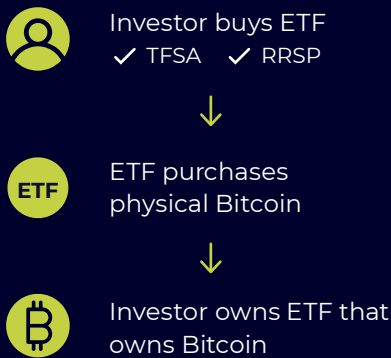 Investor buys ETF
✓ TFSA ✓ RRSP
ETF
ETF purchases
physical Bitcoin
Investor owns ETF that
owns Bitcoin